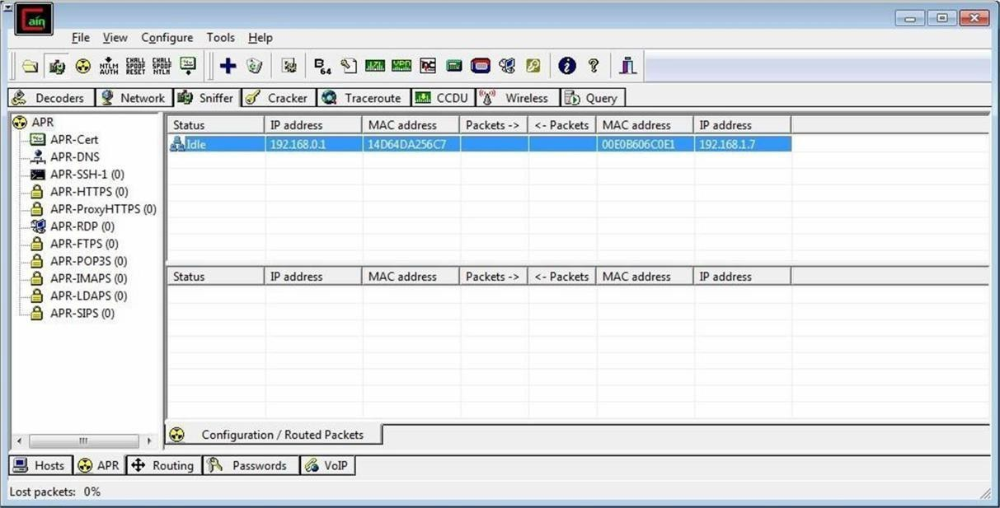 Cain
File View Configure Tools Help
NTLM AUTH CHALL SPOOF RESET CHALL SPOOF NTLM B 64
Decoders Network Sniffer Cracker Traceroute CCDU Wireless Query
APR
APR-Cert
APR-DNS
APR-SSH-1 (0)
APR-HTTPS (0)
APR-ProxyHTTPS (0)
APR-RDP (0)
APR-FTPS (0)
APR-POP3S (0)
APR-IMAPS (0)
APR-LDAPS (0)
APR-SIPS (0)
Status IP address MAC address Packets -> <- Packets MAC address IP address
Idle 192.168.0.1 14D64DA256C7 00E0B606C0E1 192.168.1.7
Status IP address MAC address Packets -> <- Packets MAC address IP address
Configuration / Routed Packets
Hosts APR Routing Passwords VoIP
Lost packets: 0%